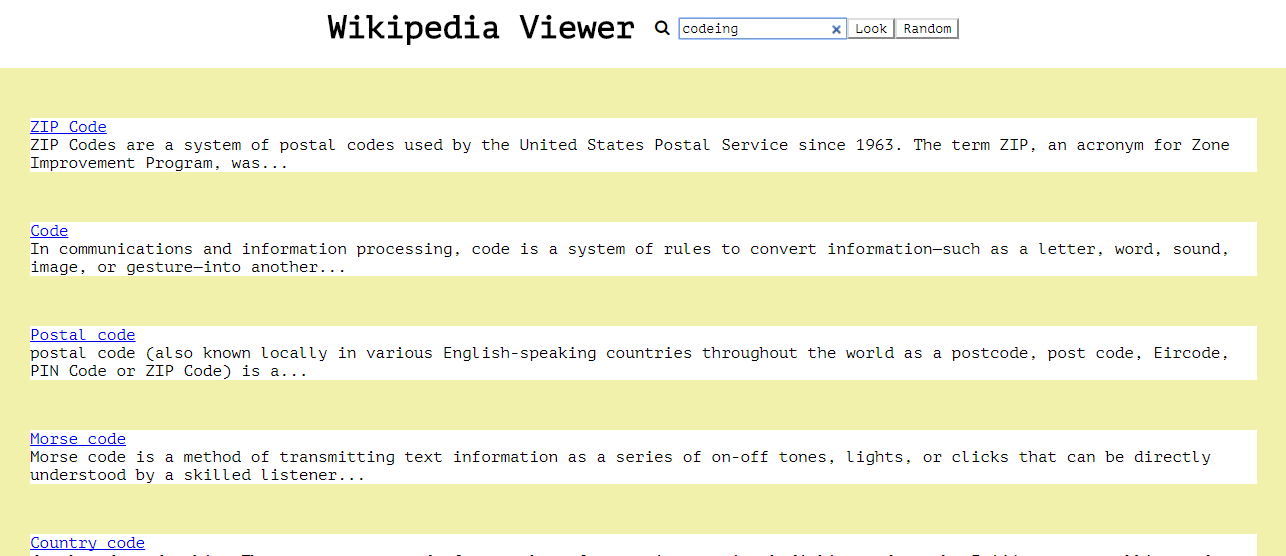 Wikipedia Viewer codeing Look Random
ZIP Code
ZIP Codes are a system of postal codes used by the United States Postal Service since 1963. The term ZIP, an acronym for Zone
Improvement Program, was...
Code
In communications and information processing, code is a system of rules to convert information—such as a letter, word, sound,
image, or gesture—into another...
Postal code
postal code (also known locally in various English-speaking countries throughout the world as a postcode, post code, Eircode,
PIN Code or ZIP Code) is a...
Morse code
Morse code is a method of transmitting text information as a series of on-off tones, lights, or clicks that can be directly
understood by a skilled listener...
Country code